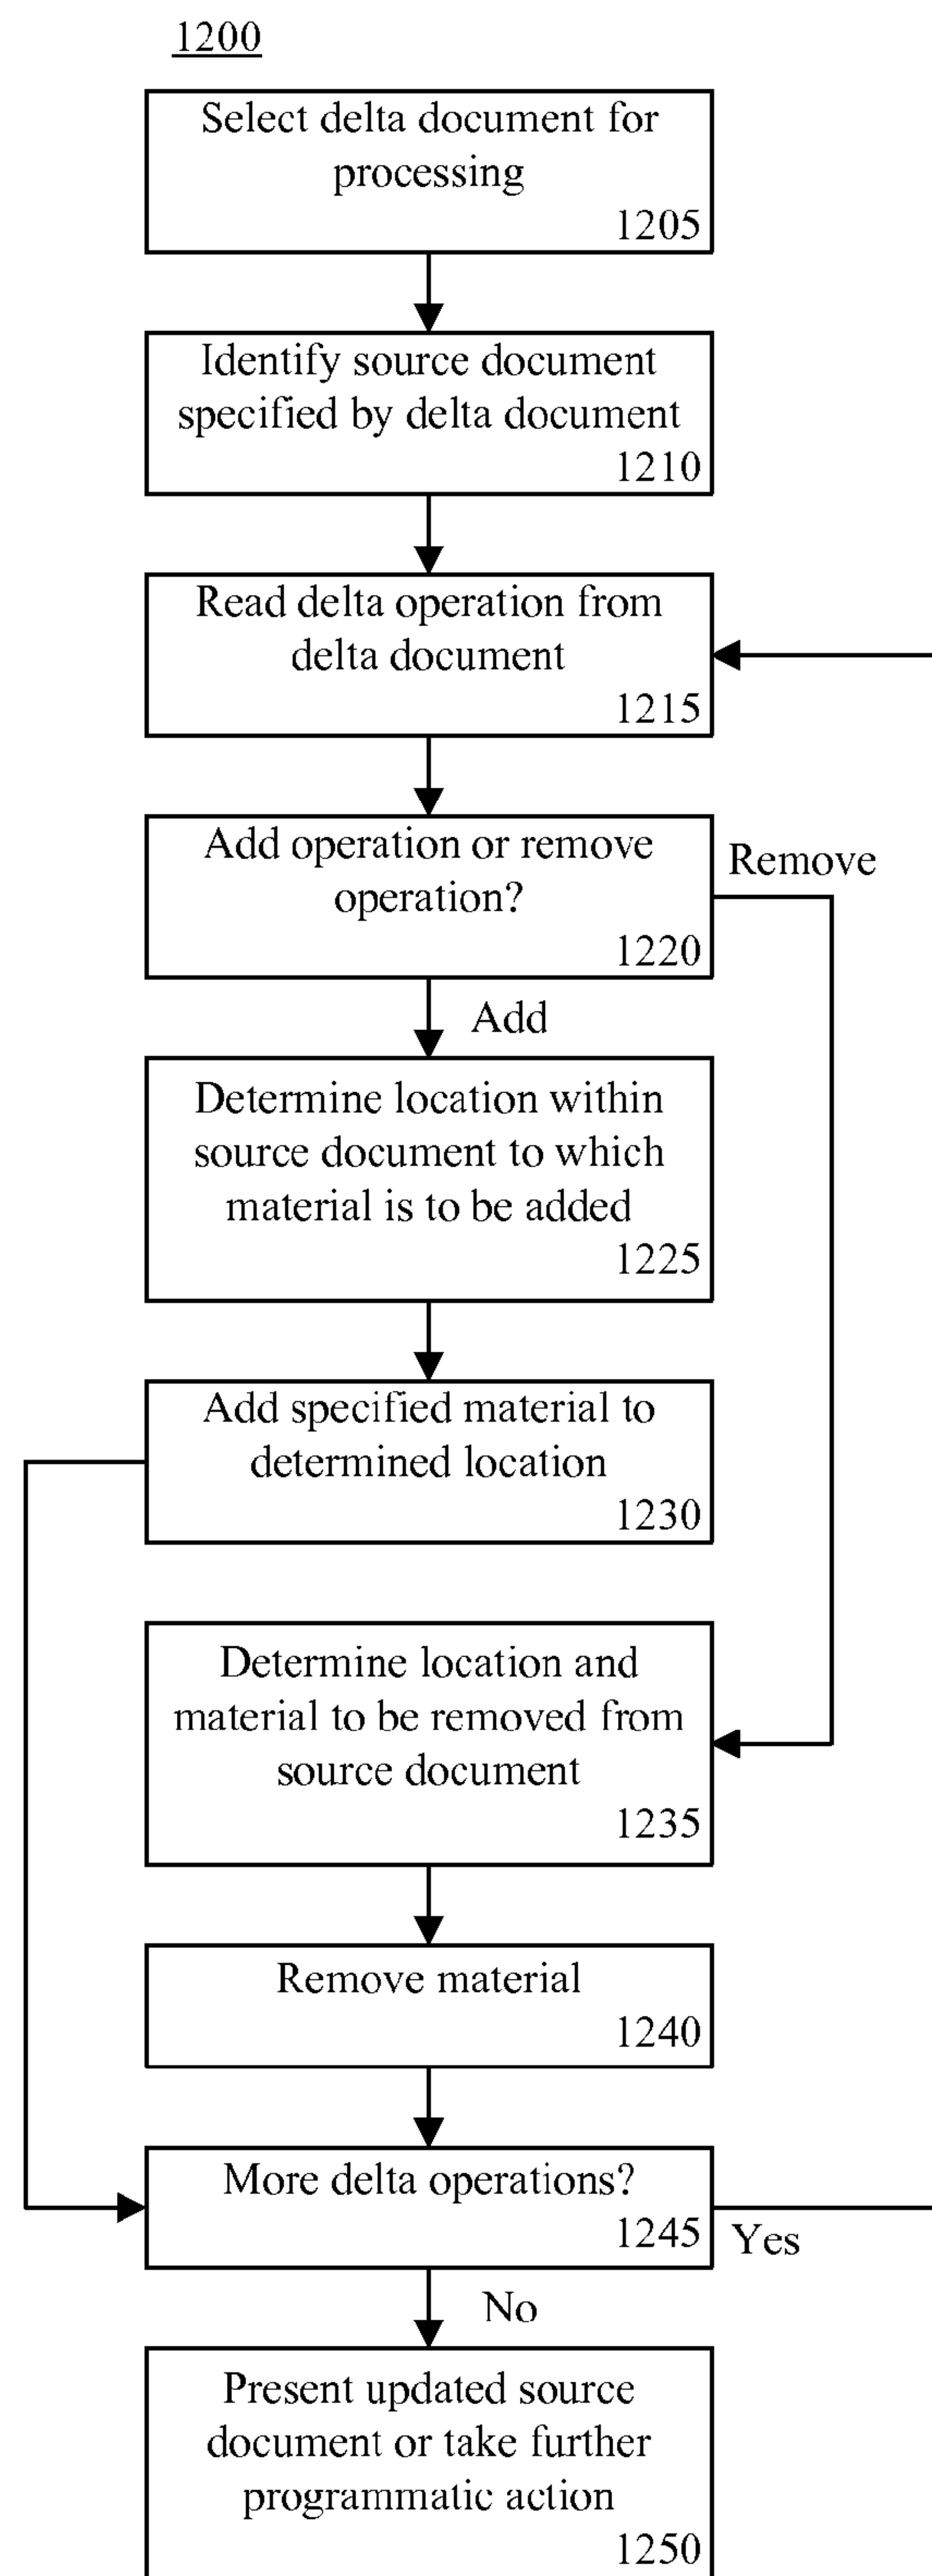 1200
Select delta document for
processing
1205
Identify source document
specified by delta document
1210
Read delta operation from
delta document
1215
Add operation or remove
operation?
1220
Remove
Add
Determine location within
source document to which
material is to be added
1225
Add specified material to
determined location
1230
Determine location and
material to be removed from
source document
1235
Remove material
1240
More delta operations?
1245
Yes
No
Present updated source
document or take further
programmatic action
1250